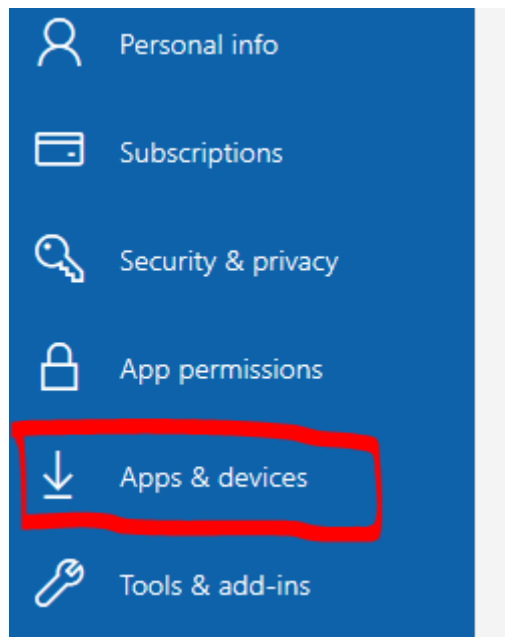 Personal info
Subscriptions
Security & privacy
App permissions
Apps & devices
Tools & add-ins